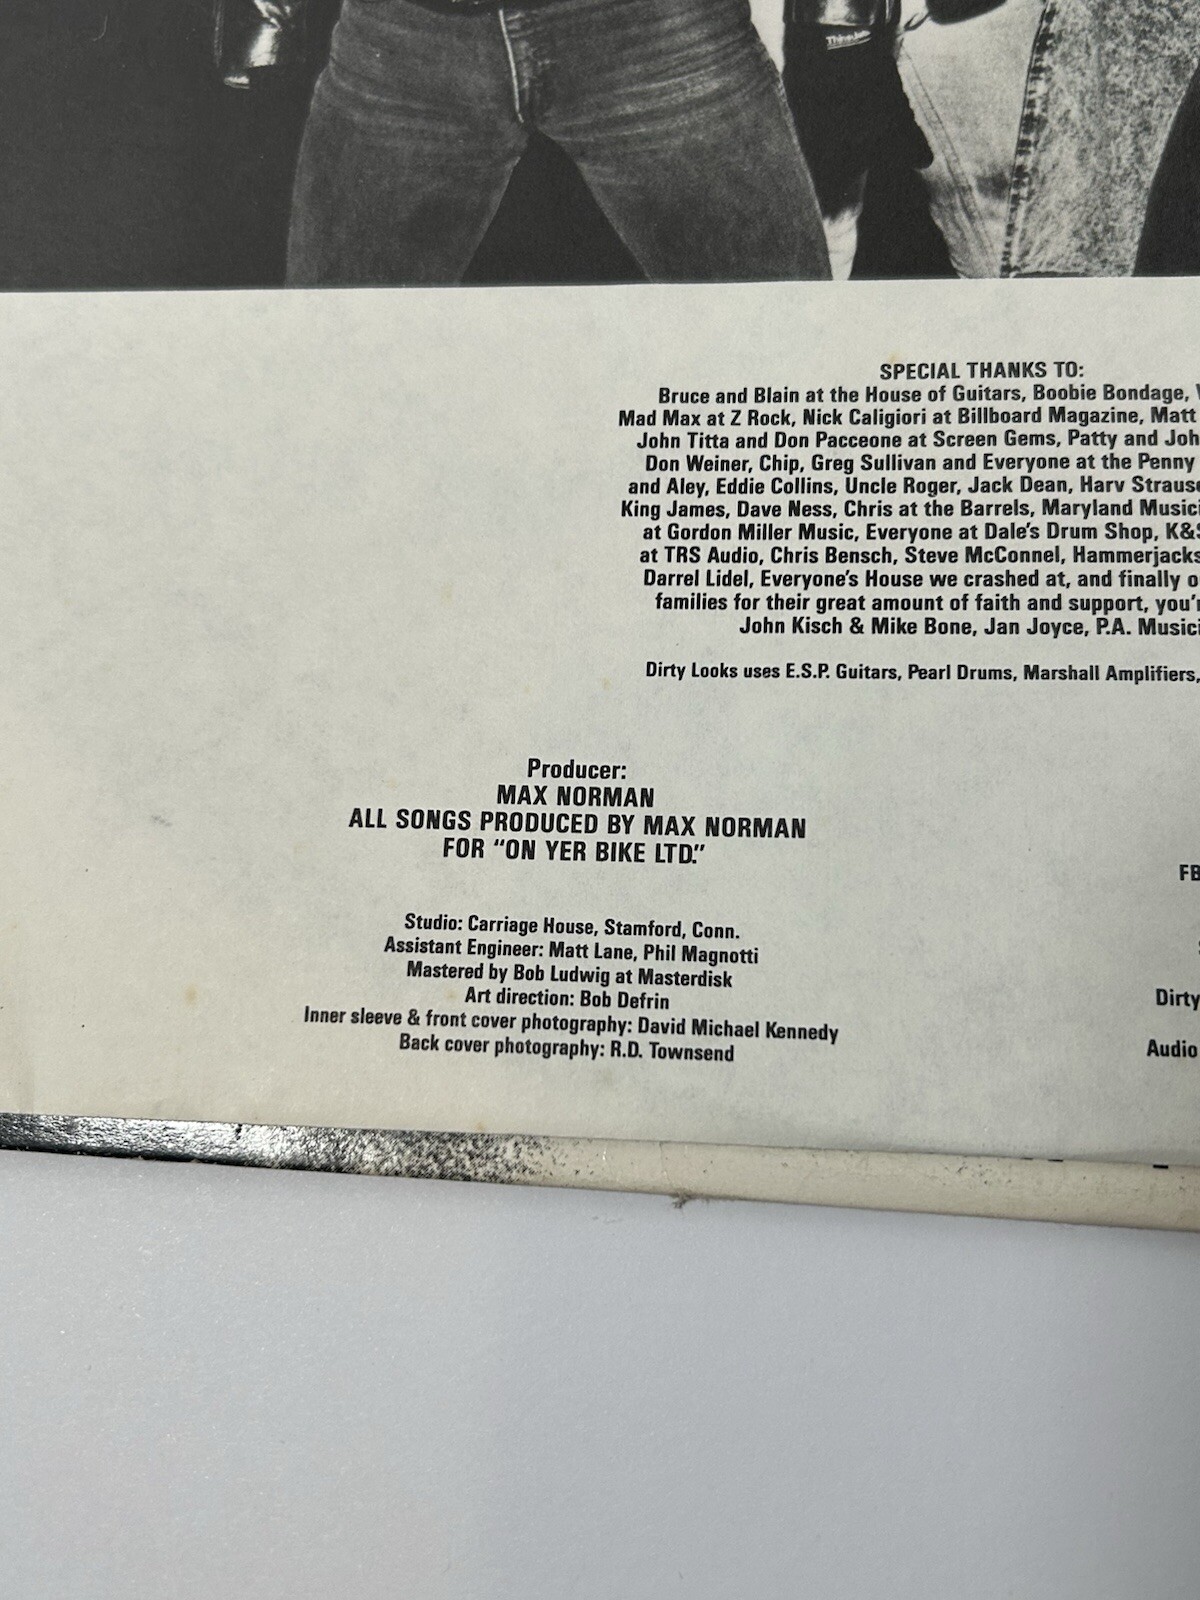 SPECIAL THANKS TO:
Bruce and Blain at the House of Guitars, Boobie Bondage,
Mad Max at Z Rock, Nick Caligiori at Billboard Magazine, Matt
John Titta and Don Pacceone at Screen Gems, Patty and Joh
Don Weiner, Chip, Greg Sullivan and Everyone at the Penny
and Aley, Eddie Collins, Uncle Roger, Jack Dean, Harv Strause
King James, Dave Ness, Chris at the Barrels, Maryland Musici
at Gordon Miller Music, Everyone at Dale's Drum Shop, K&S
at TRS Audio, Chris Bensch, Steve McConnel, Hammerjacks
Darrel Lidel, Everyone's House we crashed at, and finally o
families for their great amount of faith and support, you'r
John Kisch & Mike Bone, Jan Joyce, P.A. Musici
Dirty Looks uses E.S.P. Guitars, Pearl Drums, Marshall Amplifiers,
Producer:
MAX NORMAN
ALL SONGS PRODUCED BY MAX NORMAN
FOR "ON YER BIKE LTD."
Studio: Carriage House, Stamford, Conn.
Assistant Engineer: Matt Lane, Phil Magnotti
Mastered by Bob Ludwig at Masterdisk
Art direction: Bob Defrin
Inner sleeve & front cover photography: David Michael Kennedy
Back cover photography: R.D. Townsend
FB
Dirty
Audio